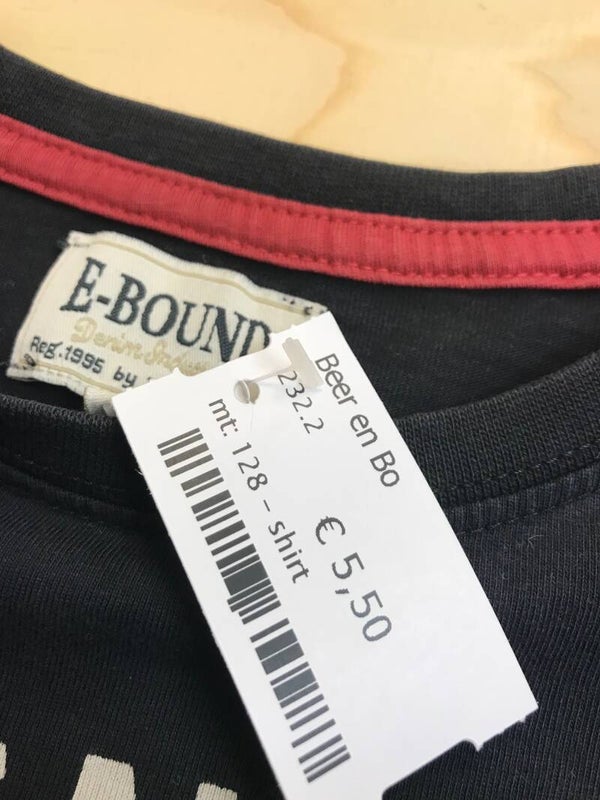 E-BOUND
Denim
Reg.1995 by
Beer en Bo
232.2
€ 5,50
mt: 128 - shirt